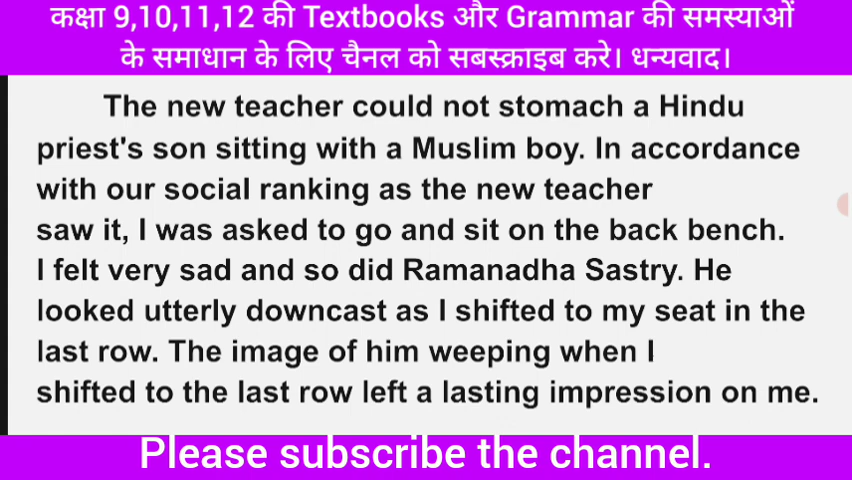 कक्षा 9,10,11,12 की Textbooks और Grammar की समस्याओं
के समाधान के लिए चैनल को सबस्क्राइब करे। धन्यवाद।
The new teacher could not stomach a Hindu
priest's son sitting with a Muslim boy. In accordance
with our social ranking as the new teacher
saw it, I was asked to go and sit on the back bench.
I felt very sad and so did Ramanadha Sastry. He
looked utterly downcast as I shifted to my seat in the
last row. The image of him weeping when I
shifted to the last row left a lasting impression on me.
Please subscribe the channel.